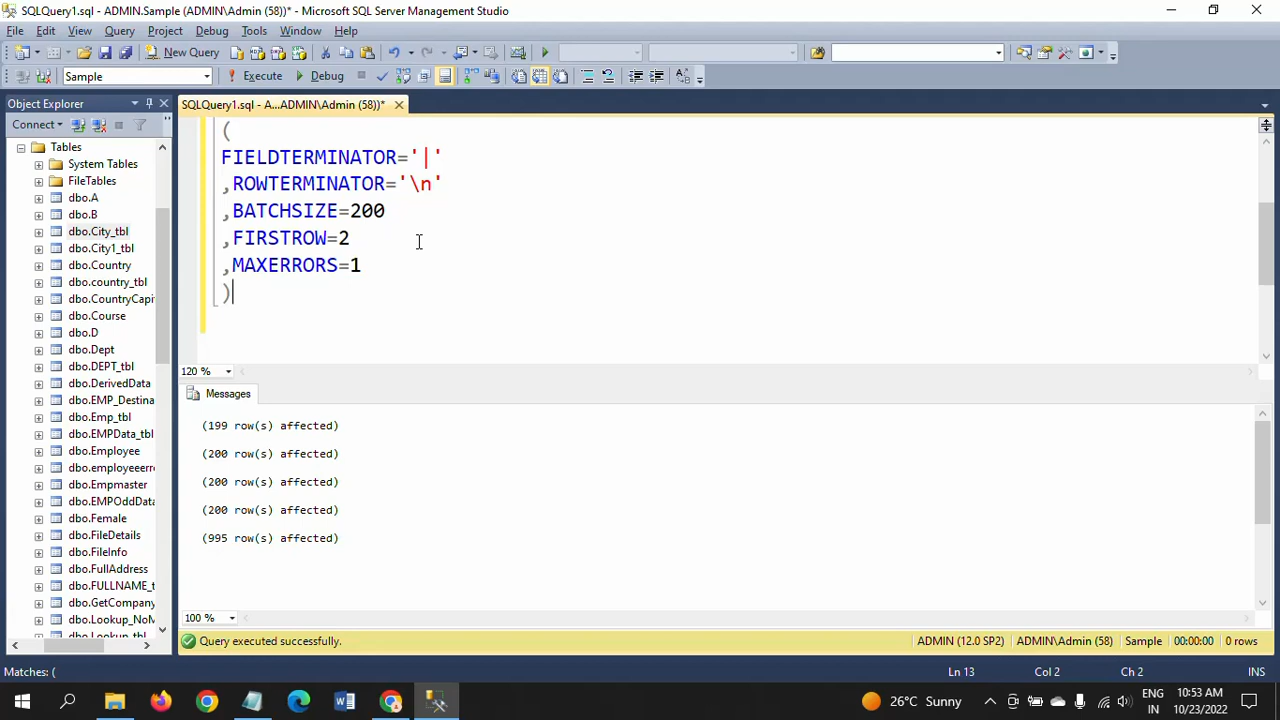 SQLQuery1.sql - ADMIN.Sample (ADMIN\Admin (58))* - Microsoft SQL Server Management Studio
File Edit View Query Project Debug Tools Window Help
New Query
Sample
Execute Debug
Object Explorer
Connect
Tables
System Tables
FileTables
dbo.A
dbo.B
dbo.City_tbl
dbo.City1_tbl
dbo.Country
dbo.country_tbl
dbo.CountryCapi
dbo.Course
dbo.D
dbo.Dept
dbo.DEPT_tbl
dbo.DerivedData
dbo.EMP_Destina
dbo.Emp_tbl
dbo.EMPData_tbl
dbo.Employee
dbo.employeeerr
dbo.Empmaster
dbo.EMPOddData
dbo.Female
dbo.FileDetails
dbo.FileInfo
dbo.FullAddress
dbo.FULLNAME_t
dbo.GetCompany
dbo.Lookup_NoM
dbo.Lookup_tbl
SQLQuery1.sql - A...ADMIN\Admin (58))*
(
FIELDTERMINATOR='|'
,ROWTERMINATOR='\n'
,BATCHSIZE=200
,FIRSTROW=2
,MAXERRORS=1
)
120 %
Messages
(199 row(s) affected)
(200 row(s) affected)
(200 row(s) affected)
(200 row(s) affected)
(995 row(s) affected)
100 %
Query executed successfully. ADMIN (12.0 SP2) ADMIN\Admin (58) Sample 00:00:00 0 rows
Matches: ( Ln 13 Col 2 Ch 2 INS
26°C Sunny
ENG
IN
10:53 AM
10/23/2022